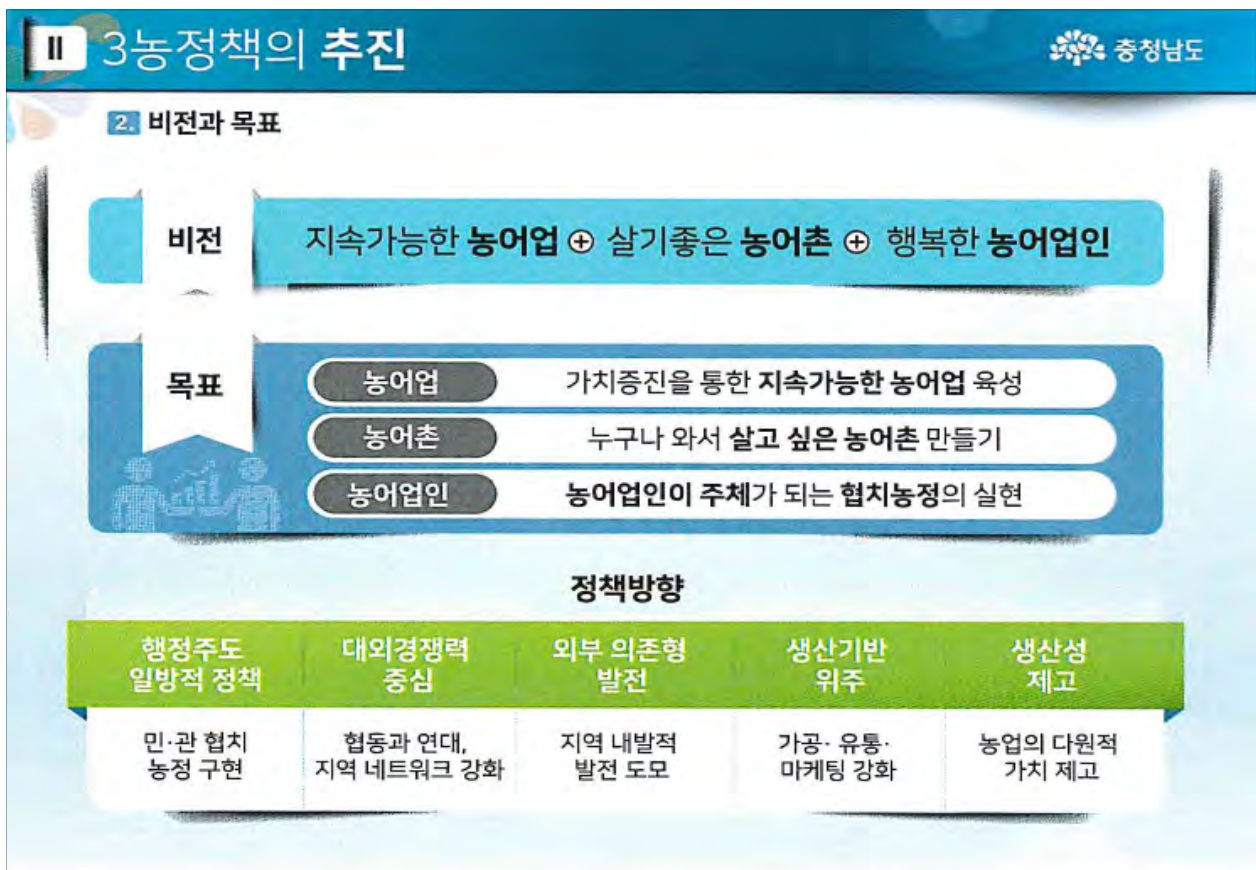 II 3농정책의 추진
충청남도
2. 비전과 목표
비전
지속가능한 농어업 ⊕ 살기좋은 농어촌 ⊕ 행복한 농어업인
목표
농어업 가치증진을 통한 지속가능한 농어업 육성
농어촌 누구나 와서 살고 싶은 농어촌 만들기
농어업인 농어업인이 주체가 되는 협치농정의 실현
정책방향
행정주도
일방적 정책
대외경쟁력
중심
외부 의존형
발전
생산기반
위주
생산성
제고
민·관 협치
농정 구현
협동과 연대,
지역 네트워크 강화
지역 내발적
발전 도모
가공·유통·
마케팅 강화
농업의 다원적
가치 제고